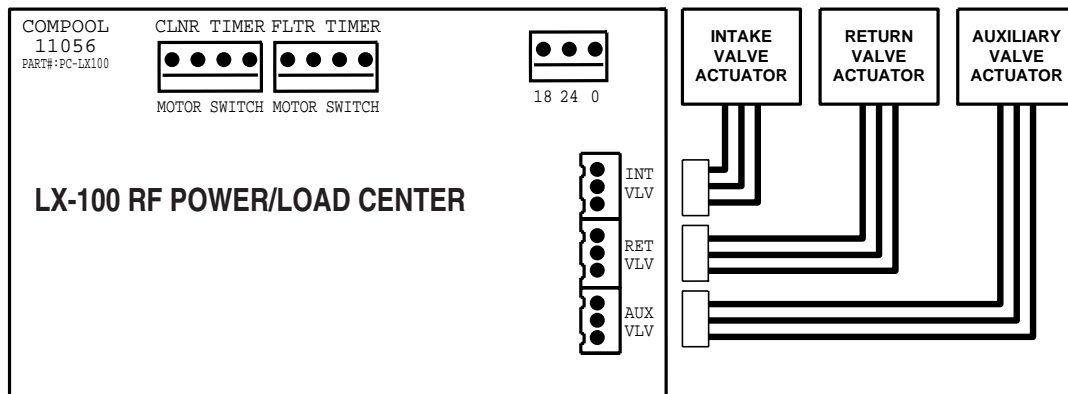 COMPOOL
11056
PART#:PC-LX100
CLNR TIMER FLTR TIMER
MOTOR SWITCH MOTOR SWITCH
18 24 0
INT
VLV
RET
VLV
AUX
VLV
LX-100 RF POWER/LOAD CENTER
INTAKE
VALVE
ACTUATOR
RETURN
VALVE
ACTUATOR
AUXILIARY
VALVE
ACTUATOR